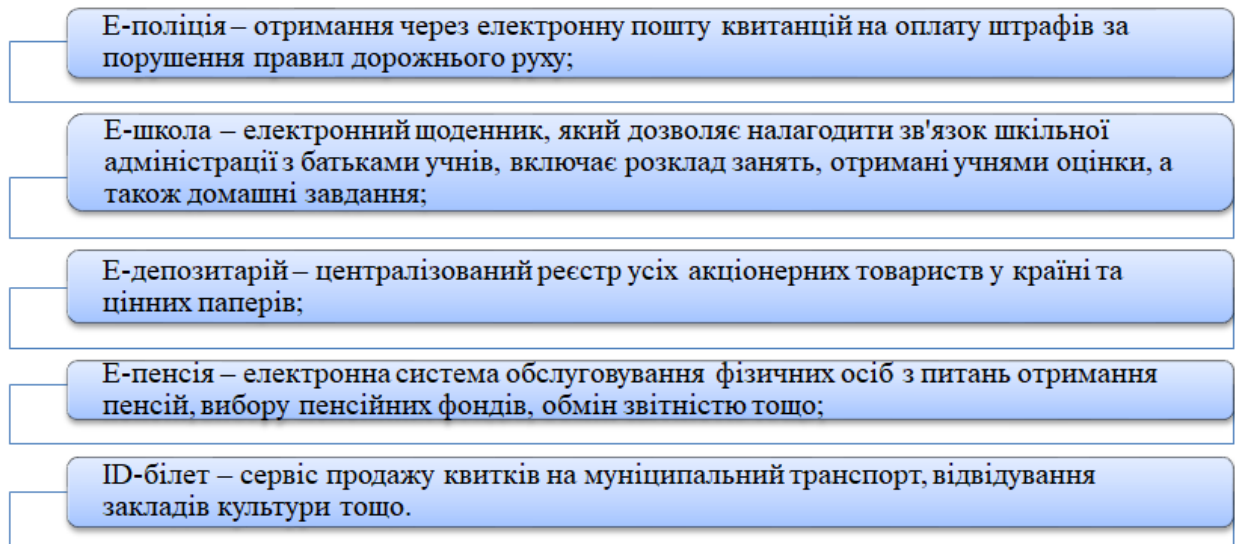 Е-поліція – отримання через електронну пошту квитанцій на оплату штрафів за
порушення правил дорожнього руху;
Е-школа – електронний щоденник, який дозволяє налагодити зв'язок шкільної
адміністрації з батьками учнів, включає розклад занять, отримані учнями оцінки, а
також домашні завдання;
Е-депозитарій – централізований реєстр усіх акціонерних товариств у країні та
цінних паперів;
Е-пенсія – електронна система обслуговування фізичних осіб з питань отримання
пенсій, вибору пенсійних фондів, обмін звітністю тощо;
ID-білет – сервіс продажу квитків на муніципальний транспорт, відвідування
закладів культури тощо.